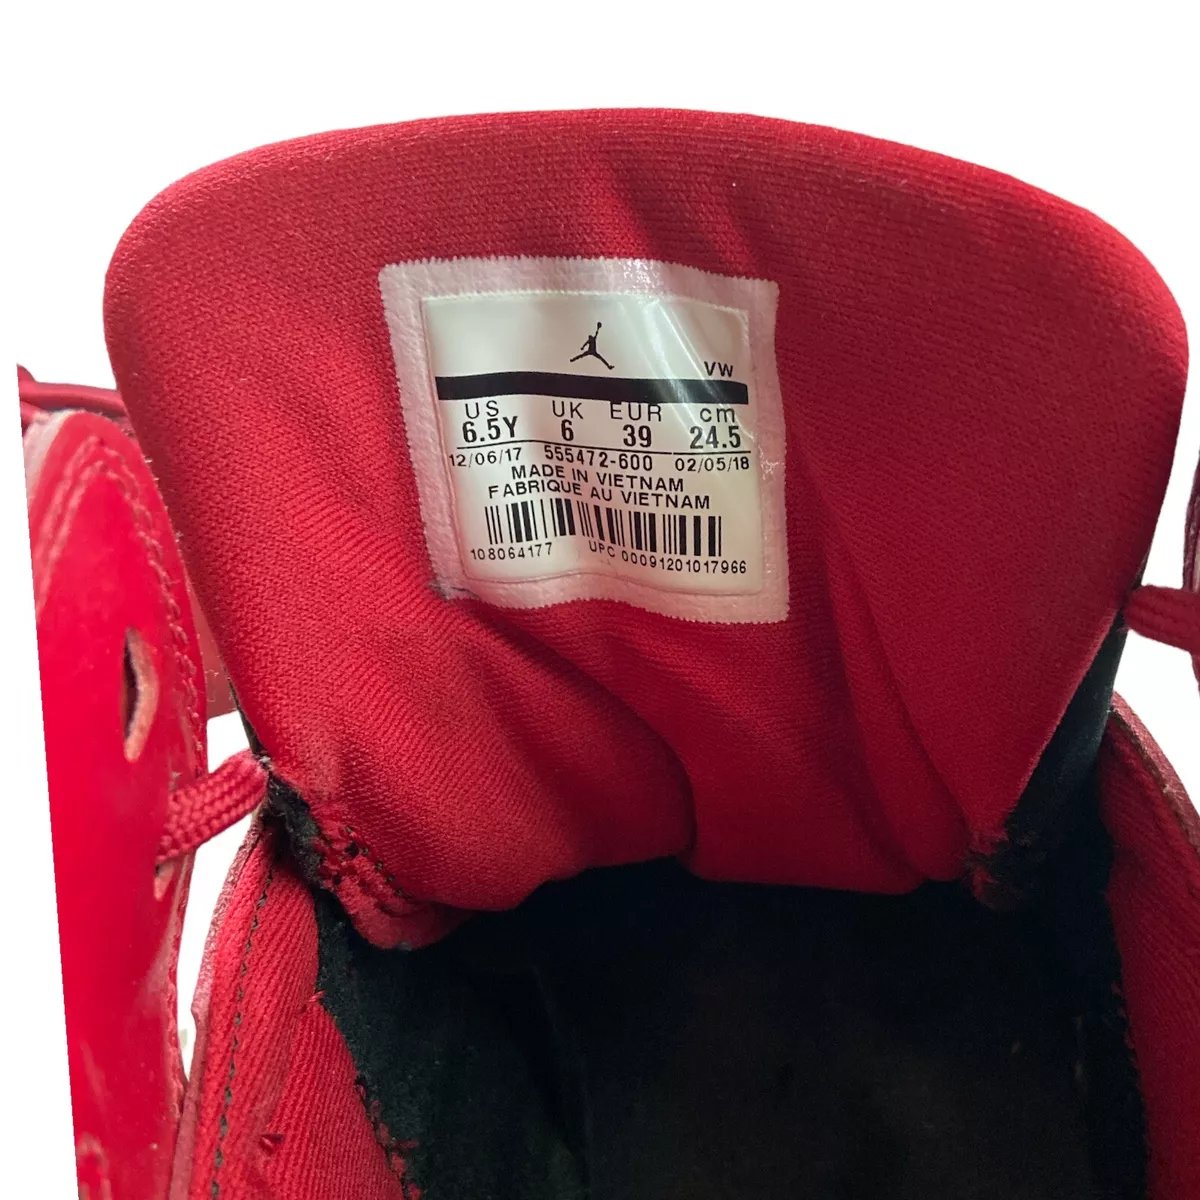 VW
US UK EUR cm
6.5Y 6 39 24.5
12/06/17 555472-600 02/05/18
MADE IN VIETNAM
FABRIQUE AU VIETNAM
108064177 UPC 00091201017966